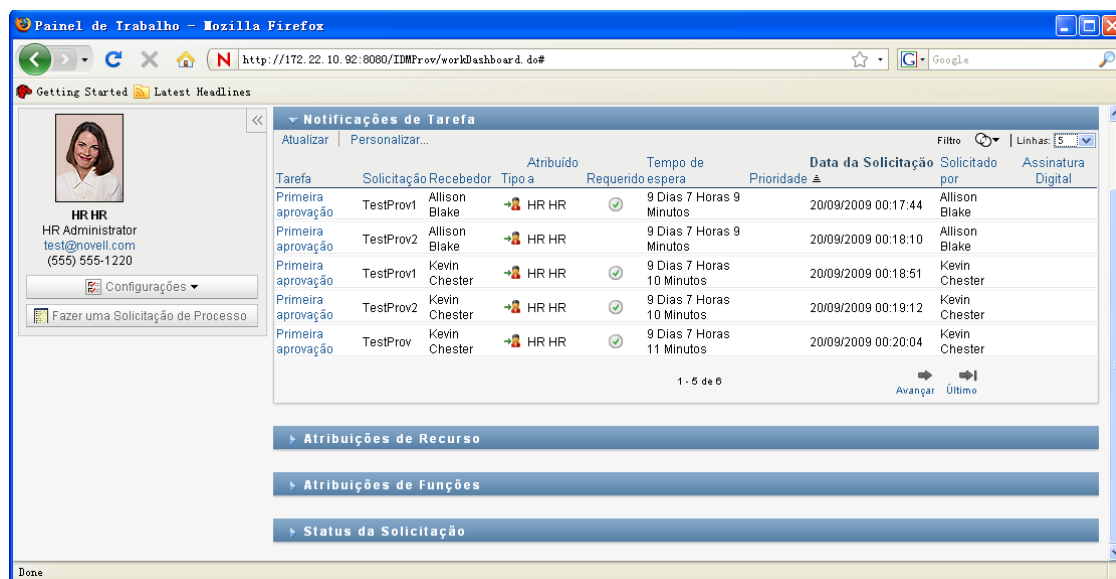 Painel de Trabalho - Mozilla Firefox
N http://172.22.10.92:8080/IDMProv/workDashboard.do#
G Google
Getting Started Latest Headlines
HR HR
HR Administrator
test@novell.com
(555) 555-1220
Configurações
Fazer uma Solicitação de Processo
Notificações de Tarefa
Atualizar | Personalizar...
Filtro | Linhas: 5
Tarefa Solicitação Recebedor Tipo Atribuído a Requerido Tempo de espera Prioridade Data da Solicitação Solicitado por Assinatura Digital
Primeira aprovação TestProv1 Allison Blake HR HR 9 Dias 7 Horas 9 Minutos 20/09/2009 00:17:44 Allison Blake
Primeira aprovação TestProv2 Allison Blake HR HR 9 Dias 7 Horas 9 Minutos 20/09/2009 00:18:10 Allison Blake
Primeira aprovação TestProv1 Kevin Chester HR HR 9 Dias 7 Horas 10 Minutos 20/09/2009 00:18:51 Kevin Chester
Primeira aprovação TestProv2 Kevin Chester HR HR 9 Dias 7 Horas 10 Minutos 20/09/2009 00:19:12 Kevin Chester
Primeira aprovação TestProv Kevin Chester HR HR 9 Dias 7 Horas 11 Minutos 20/09/2009 00:20:04 Kevin Chester
1 - 5 de 6
Avançar Último
Atribuições de Recurso
Atribuições de Funções
Status da Solicitação
Done